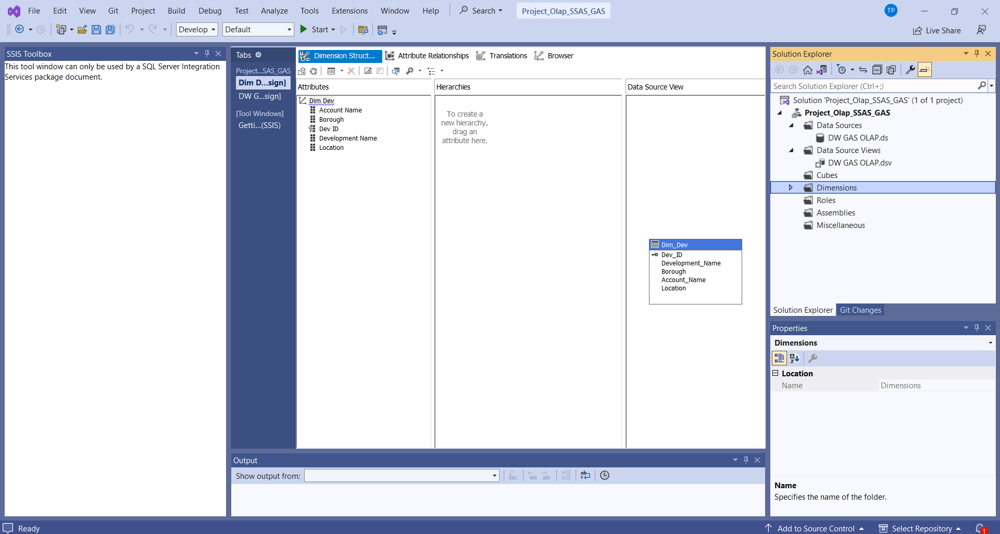 File Edit View Git Project Build Debug Test Analyze Tools Extensions Window Help Search Project_Olap_SSAS_GAS TP
Develop Default Start Live Share
SSIS Toolbox
This tool window can only be used by a SQL Server Integration
Services package document.
Tabs
Project...SAS_GAS
Dim D...sign]
DW G...sign]
[Tool Windows]
Getti...(SSIS)
Dimension Struct... Attribute Relationships Translations Browser
Attributes
Dim Dev
Account Name
Borough
Dev ID
Development Name
Location
Hierarchies
To create a
new hierarchy,
drag an
attribute here.
Data Source View
Dim_Dev
Dev_ID
Development_Name
Borough
Account_Name
Location
Output
Show output from:
Solution Explorer
Search Solution Explorer (Ctrl+;)
Solution 'Project_Olap_SSAS_GAS' (1 of 1 project)
Project_Olap_SSAS_GAS
Data Sources
DW GAS OLAP.ds
Data Source Views
DW GAS OLAP.dsv
Cubes
Dimensions
Roles
Assemblies
Miscellaneous
Solution Explorer Git Changes
Properties
Dimensions
Location
Name Dimensions
Name
Specifies the name of the folder.
Ready Add to Source Control Select Repository 1